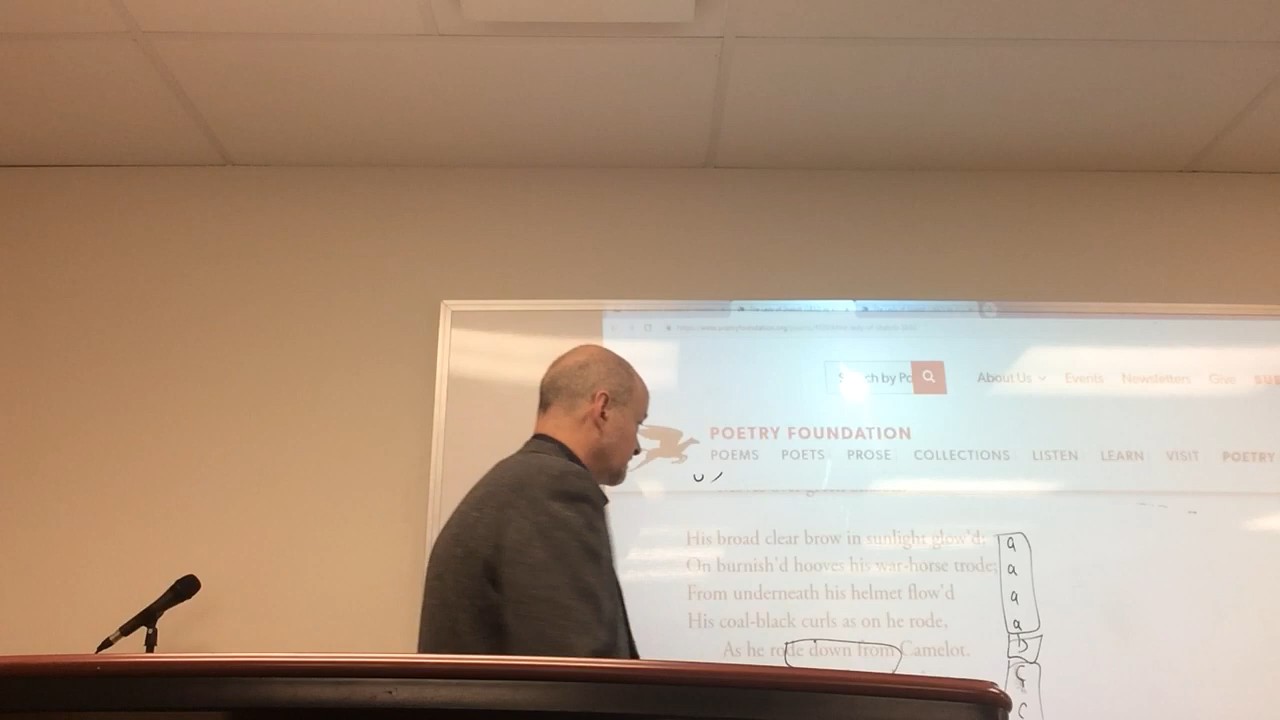 Search by Po
About Us Events Newsletters Give
POETRY FOUNDATION
POEMS POETS PROSE COLLECTIONS LISTEN LEARN VISIT POETRY
His broad clear brow in sunlight glow'd; a
On burnish'd hooves his war-horse trode; a
From underneath his helmet flow'd a
His coal-black curls as on he rode, a
As he rode down from Camelot. b
c
c